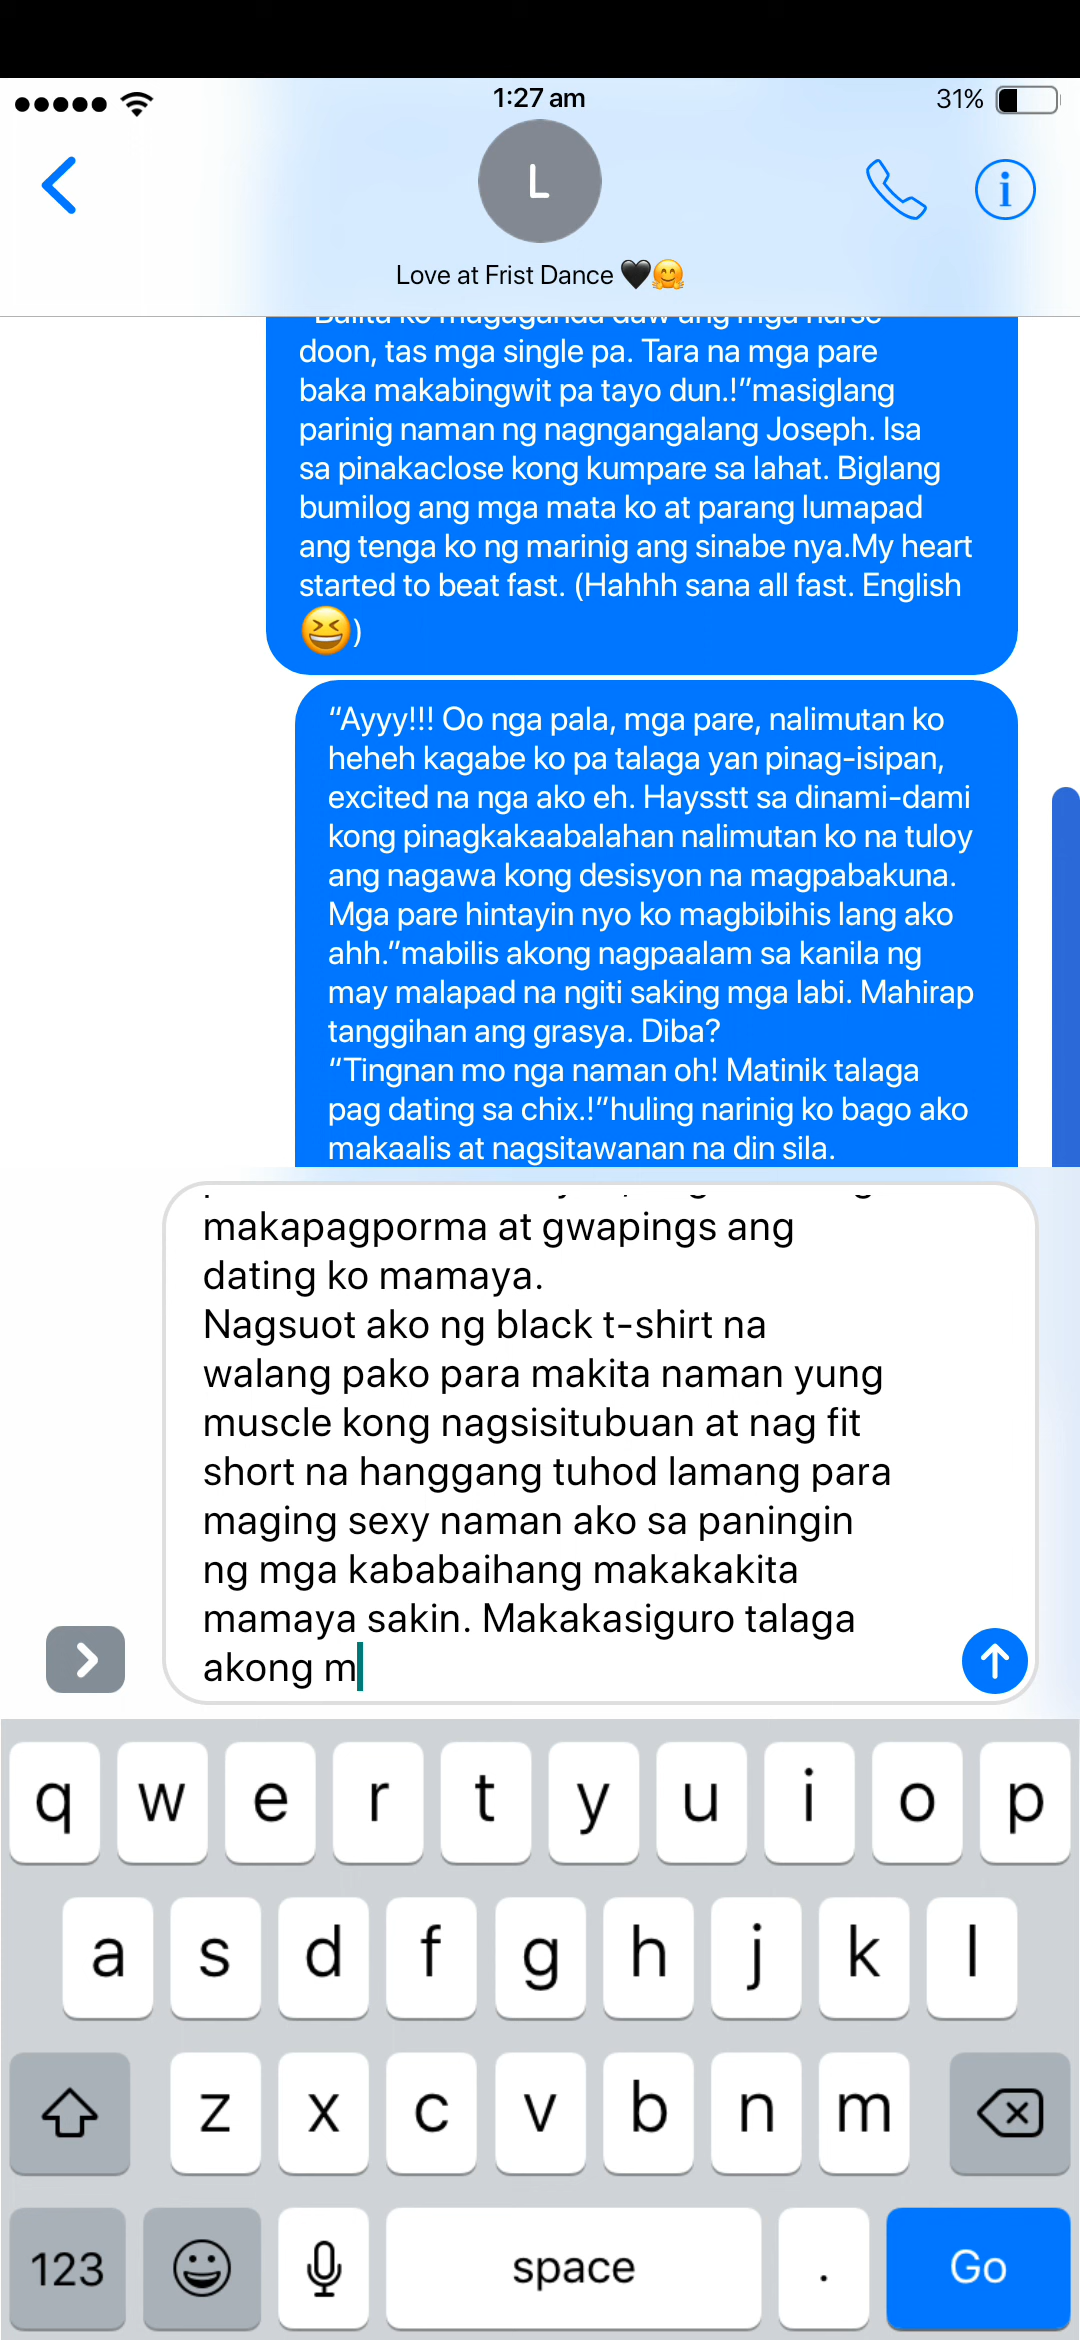 1:27 am
31%
L
Love at Frist Dance 🖤🤗
doon, tas mga single pa. Tara na mga pare
baka makabingwit pa tayo dun.!"masiglang
parinig naman ng nagngangalang Joseph. Isa
sa pinakaclose kong kumpare sa lahat. Biglang
bumilog ang mga mata ko at parang lumapad
ang tenga ko ng marinig ang sinabe nya.My heart
started to beat fast. (Hahhh sana all fast. English
😆)
"Ayyy!!! Oo nga pala, mga pare, nalimutan ko
heheh kagabe ko pa talaga yan pinag-isipan,
excited na nga ako eh. Haysstt sa dinami-dami
kong pinagkakaabalahan nalimutan ko na tuloy
ang nagawa kong desisyon na magpabakuna.
Mga pare hintayin nyo ko magbibihis lang ako
ahh."mabilis akong nagpaalam sa kanila ng
may malapad na ngiti saking mga labi. Mahirap
tanggihan ang grasya. Diba?
"Tingnan mo nga naman oh! Matinik talaga
pag dating sa chix.!"huling narinig ko bago ako
makaalis at nagsitawanan na din sila.
makapagporma at gwapings ang
dating ko mamaya.
Nagsuot ako ng black t-shirt na
walang pako para makita naman yung
muscle kong nagsisitubuan at nag fit
short na hanggang tuhod lamang para
maging sexy naman ako sa paningin
ng mga kababaihang makakakita
mamaya sakin. Makakasiguro talaga
akong m
q w e r t y u i o p
a s d f g h j k l
z x c v b n m
123 space . Go